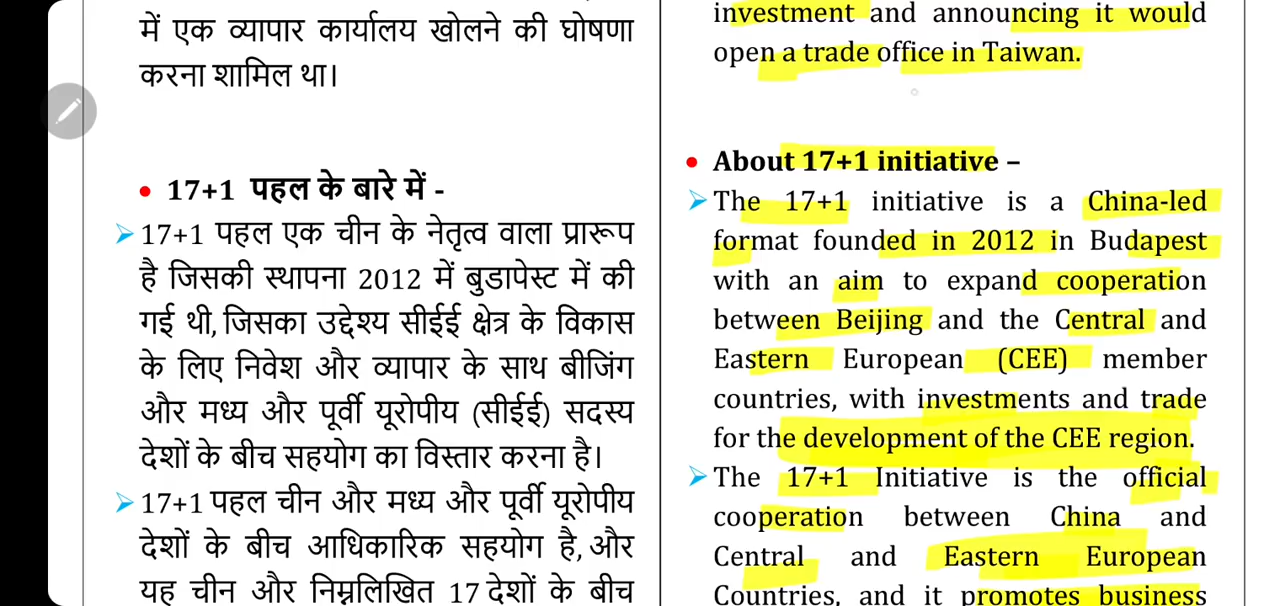 में एक व्यापार कार्यालय खोलने की घोषणा
करना शामिल था।
• 17+1 पहल के बारे में -
➢ 17+1 पहल एक चीन के नेतृत्व वाला प्रारूप
है जिसकी स्थापना 2012 में बुडापेस्ट में की
गई थी, जिसका उद्देश्य सीईई क्षेत्र के विकास
के लिए निवेश और व्यापार के साथ बीजिंग
और मध्य और पूर्वी यूरोपीय (सीईई) सदस्य
देशों के बीच सहयोग का विस्तार करना है।
➢ 17+1 पहल चीन और मध्य और पूर्वी यूरोपीय
देशों के बीच आधिकारिक सहयोग है, और
यह चीन और निम्नलिखित 17 देशों के बीच
investment and announcing it would
open a trade office in Taiwan.
• About 17+1 initiative –
➢ The 17+1 initiative is a China-led
format founded in 2012 in Budapest
with an aim to expand cooperation
between Beijing and the Central and
Eastern European (CEE) member
countries, with investments and trade
for the development of the CEE region.
➢ The 17+1 Initiative is the official
cooperation between China and
Central and Eastern European
Countries, and it promotes business